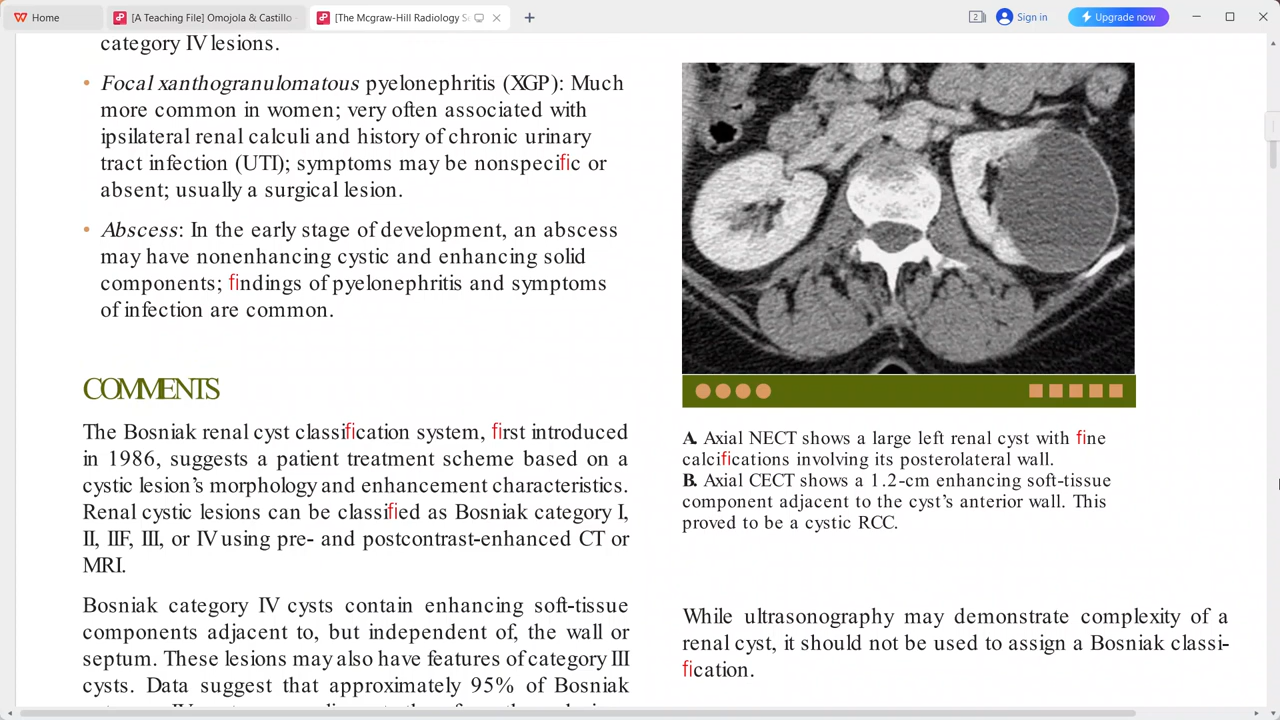 Home
[A Teaching File] Omojola & Castillo
[The Mcgraw-Hill Radiology S
2
Sign in
Upgrade now
category IV lesions.
• Focal xanthogranulomatous pyelonephritis (XGP): Much
more common in women; very often associated with
ipsilateral renal calculi and history of chronic urinary
tract infection (UTI); symptoms may be nonspecific or
absent; usually a surgical lesion.
• Abscess: In the early stage of development, an abscess
may have nonenhancing cystic and enhancing solid
components; findings of pyelonephritis and symptoms
of infection are common.
COMMENTS
The Bosniak renal cyst classification system, first introduced
in 1986, suggests a patient treatment scheme based on a
cystic lesion's morphology and enhancement characteristics.
Renal cystic lesions can be classified as Bosniak category I,
II, IIF, III, or IV using pre- and postcontrast-enhanced CT or
MRI.
Bosniak category IV cysts contain enhancing soft-tissue
components adjacent to, but independent of, the wall or
septum. These lesions may also have features of category III
cysts. Data suggest that approximately 95% of Bosniak
A. Axial NECT shows a large left renal cyst with fine
calcifications involving its posterolateral wall.
B. Axial CECT shows a 1.2-cm enhancing soft-tissue
component adjacent to the cyst's anterior wall. This
proved to be a cystic RCC.
While ultrasonography may demonstrate complexity of a
renal cyst, it should not be used to assign a Bosniak classi-
fication.